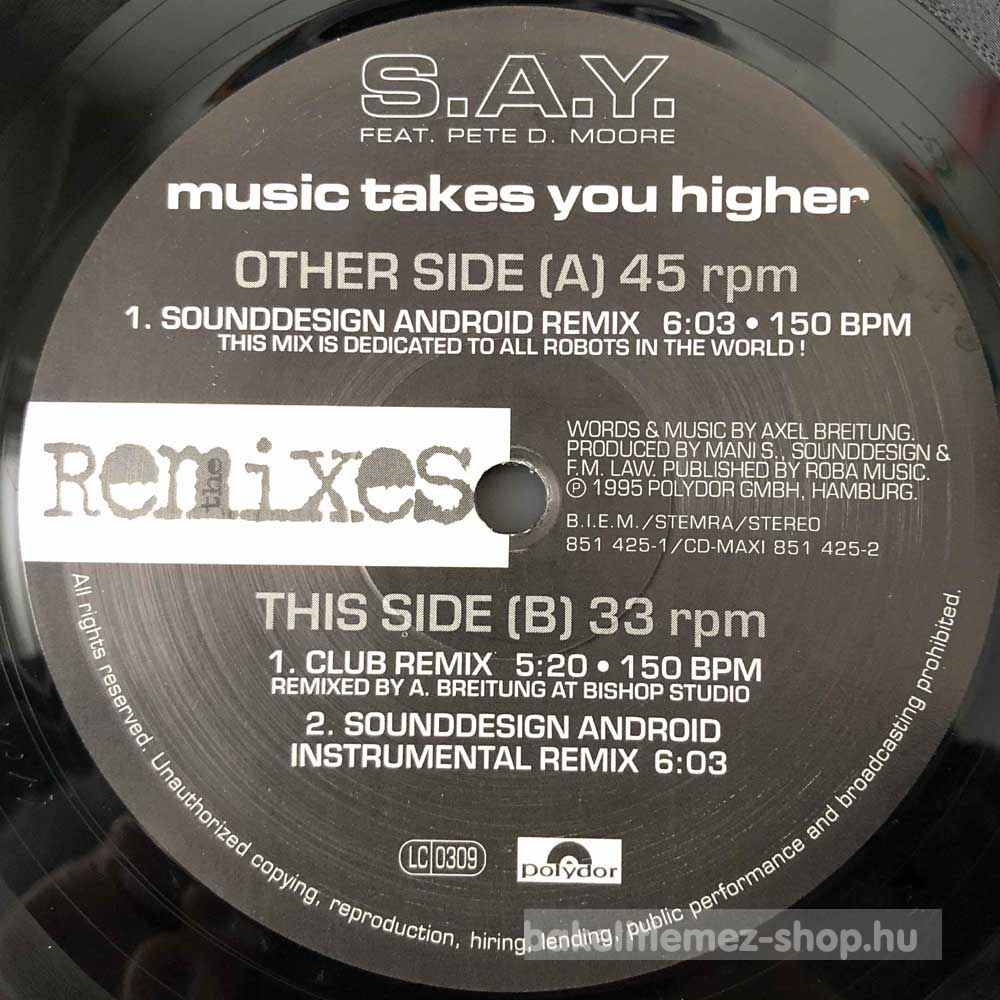 S.A.Y.
FEAT. PETE D. MOORE
music takes you higher
OTHER SIDE (A) 45 rpm
1. SOUNDDESIGN ANDROID REMIX 6:03 • 150 BPM
THIS MIX IS DEDICATED TO ALL ROBOTS IN THE WORLD !
the Remixes
WORDS & MUSIC BY AXEL BREITUNG.
PRODUCED BY MANI S., SOUNDDESIGN &
F.M. LAW. PUBLISHED BY ROBA MUSIC.
℗ 1995 POLYDOR GMBH, HAMBURG.
B.I.E.M./STEMRA/STEREO
851 425-1/CD-MAXI 851 425-2
THIS SIDE (B) 33 rpm
1. CLUB REMIX 5:20 • 150 BPM
REMIXED BY A. BREITUNG AT BISHOP STUDIO
2. SOUNDDESIGN ANDROID
INSTRUMENTAL REMIX 6:03
LC 0309
polydor
All rights reserved. Unauthorized copying, reproduction, hiring, lending, public performance and broadcasting prohibited.
bakelitlemez-shop.hu